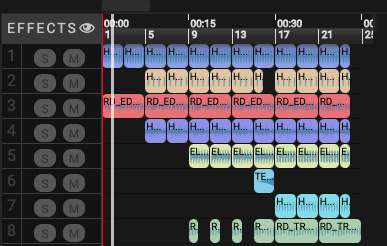 EFFECTS
00:00 00:15 00:30 00
1 5 9 13 17 21 25
1 S M H... H... H... H... H... H... H... H... H... H... H... H
2 S M H... H... H... H... H... H H... H... H... H
3 S M RD_ED... RD_ED... RD_ED... RD_ED... RD_ED... RD_ED...
4 S M H... H... H... H... H... H... H... H... H... H
5 S M EL... EL... EL... EL... EL... EL... EL... EL
6 S M TE...
7 S M H... H... H... H
8 S M R. R. R. R... RD_TR... RD_TR...